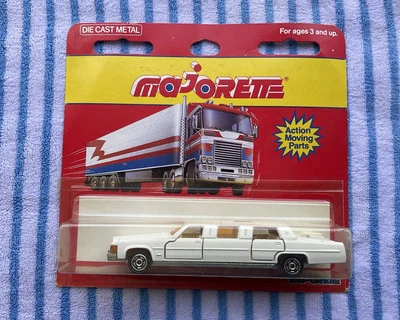 DIE CAST METAL
For ages 3 and up.
MAJORETTE
Action
Moving
Parts